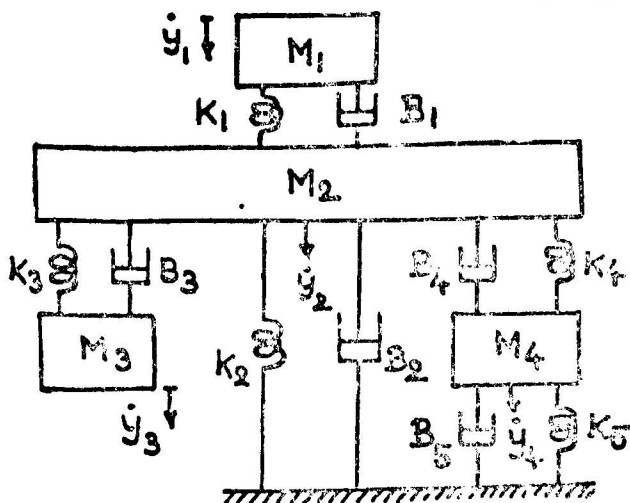 ẏ₁ M₁
K₁ B₁
M₂
K₃ B₃ ẏ₂ B₄ K₄
M₃ K₂ B₂ M₄
ẏ₃ B₅ ẏ₄ K₅